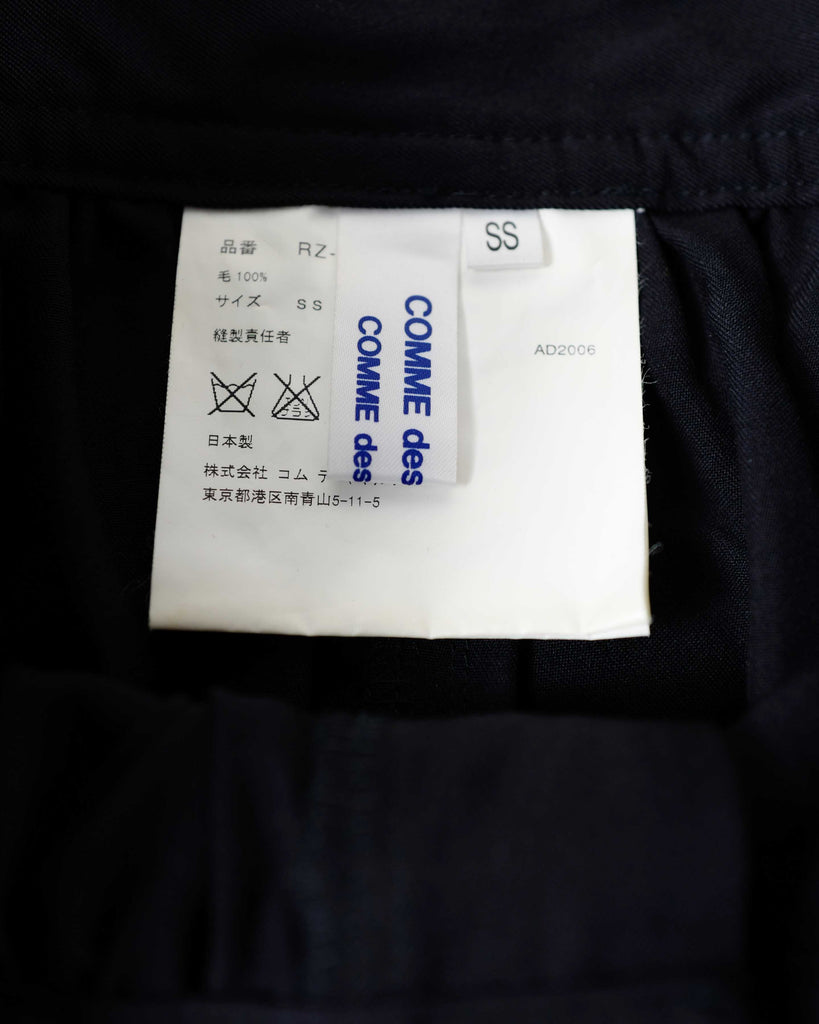 品番 RZ-
毛 100%
サイズ SS
縫製責任者
日本製
株式会社 コム デ
東京都港区南青山5-11-5
COMME des
COMME des
SS
AD2006